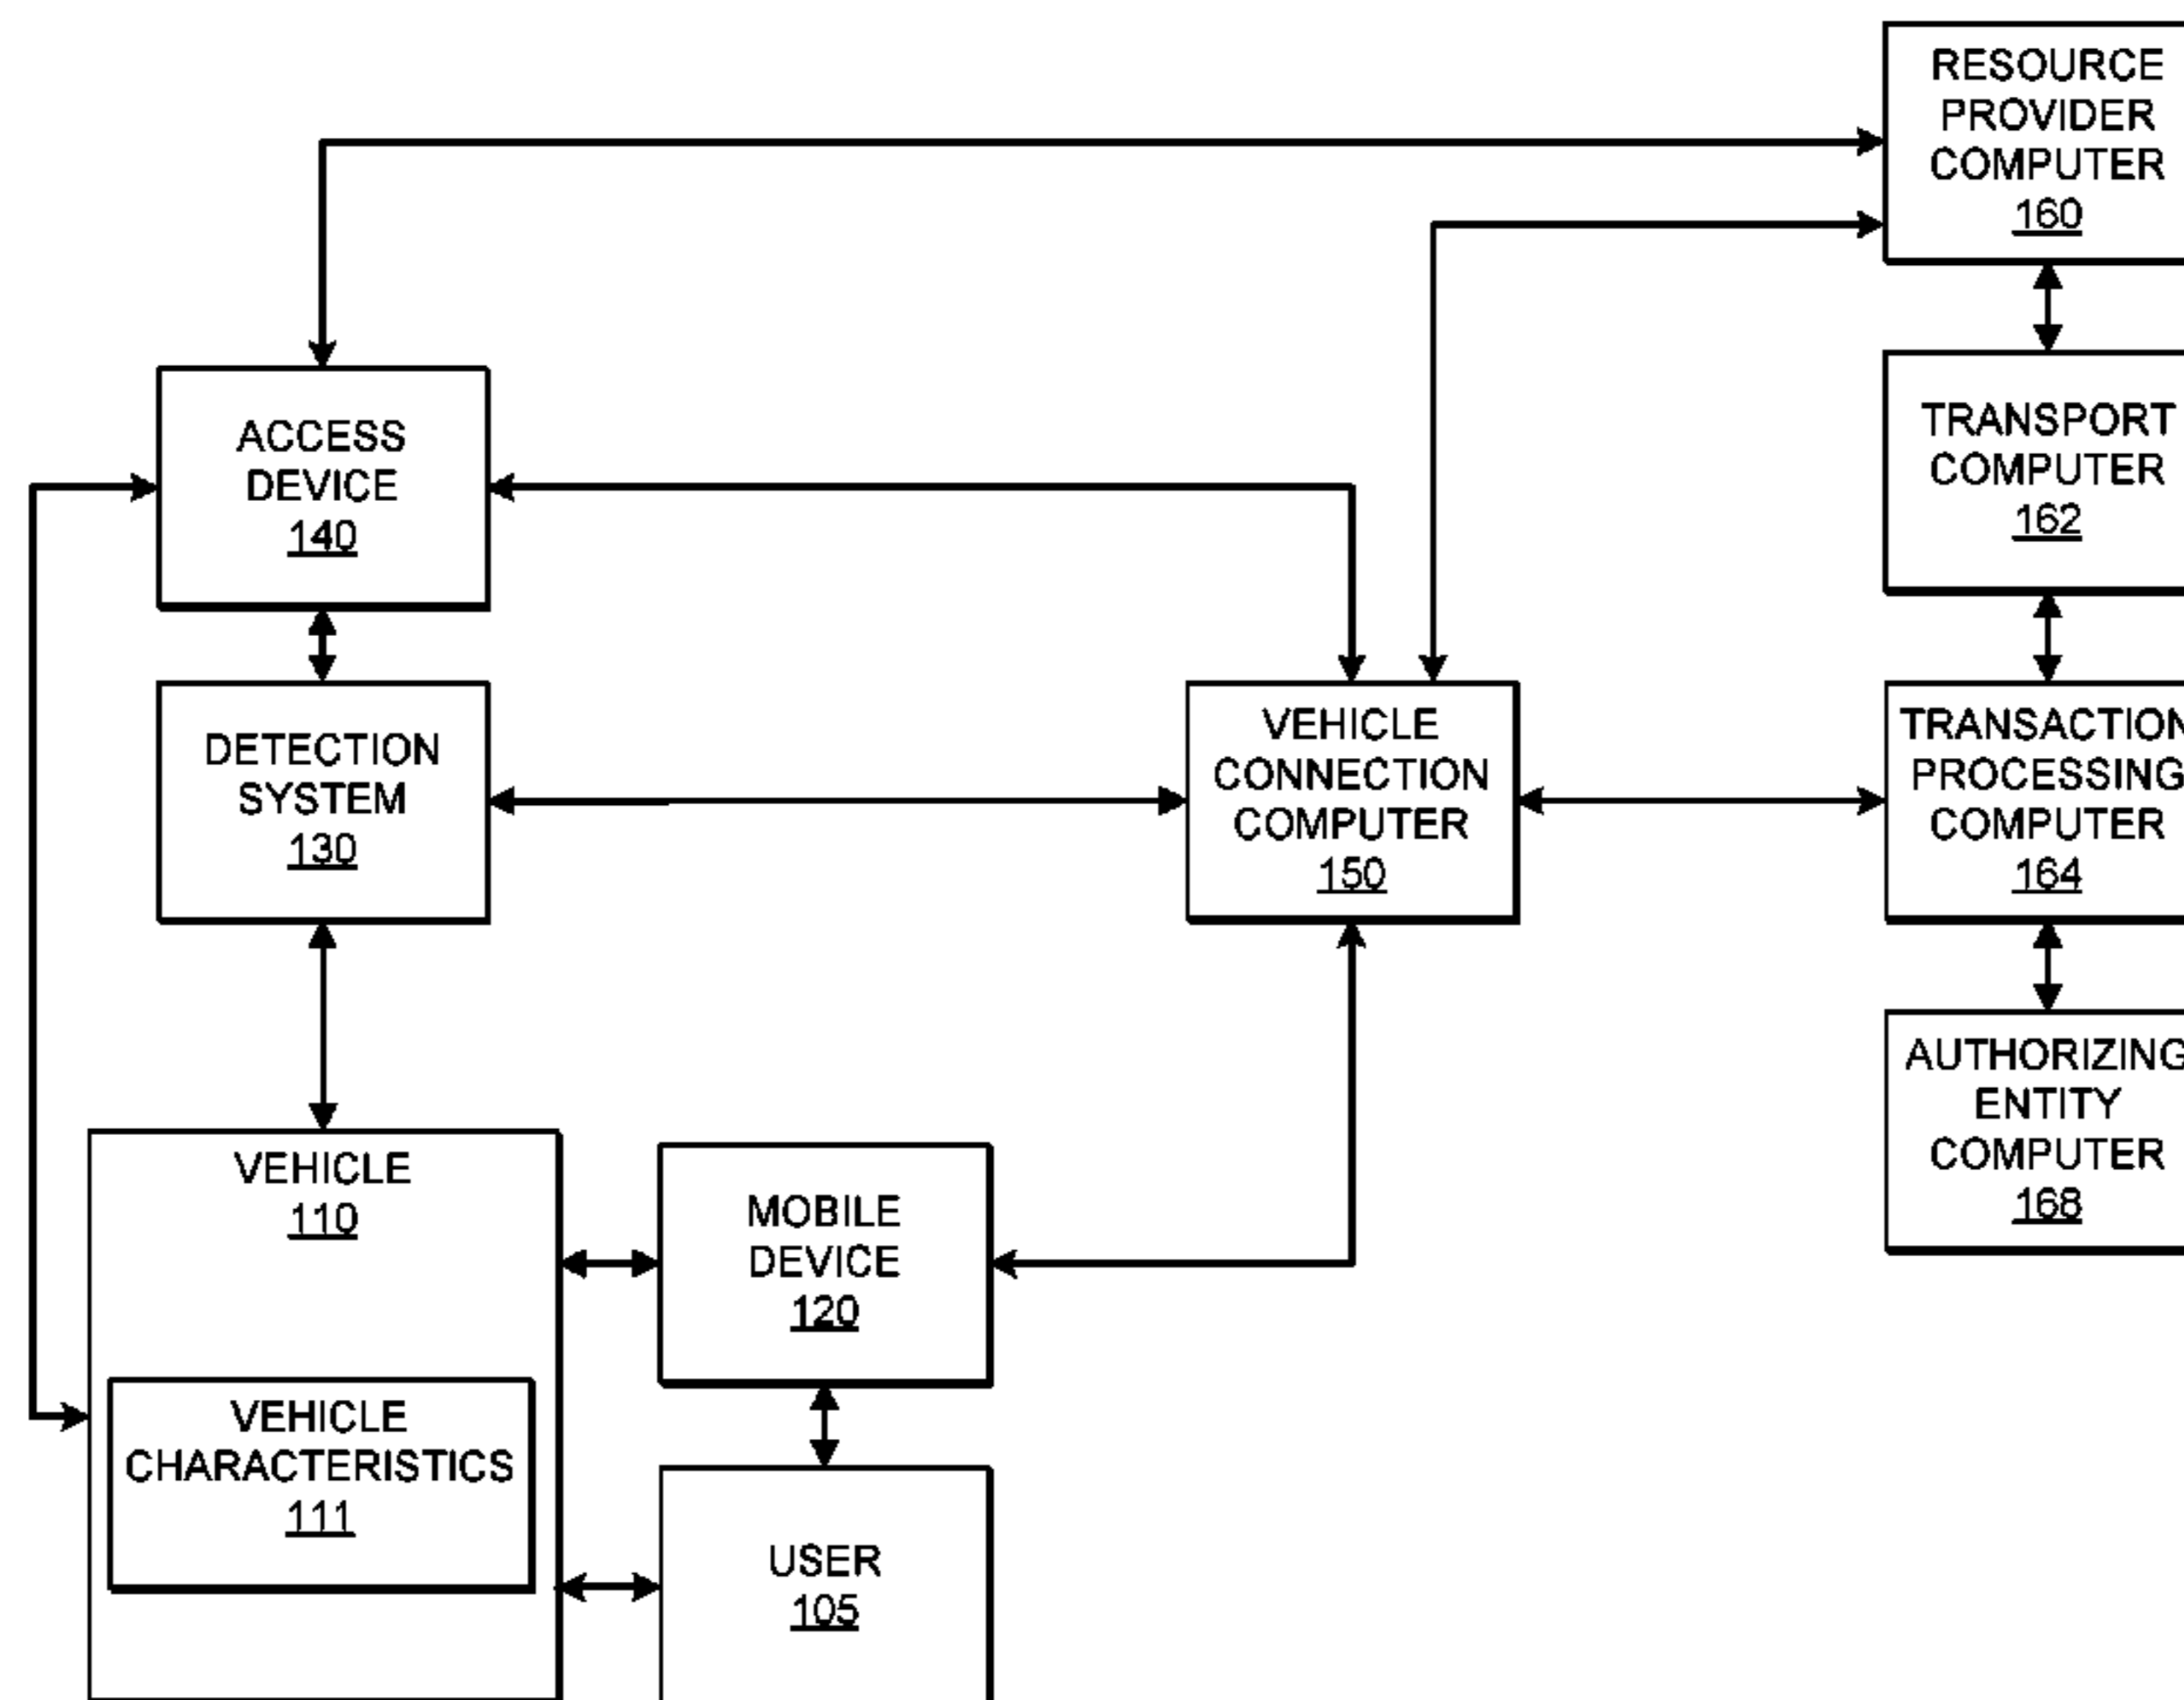 RESOURCE
PROVIDER
COMPUTER
160
ACCESS
DEVICE
140
TRANSPORT
COMPUTER
162
DETECTION
SYSTEM
130
VEHICLE
CONNECTION
COMPUTER
150
TRANSACTION
PROCESSING
COMPUTER
164
AUTHORIZING
ENTITY
COMPUTER
168
VEHICLE
110
MOBILE
DEVICE
120
VEHICLE
CHARACTERISTICS
111
USER
105